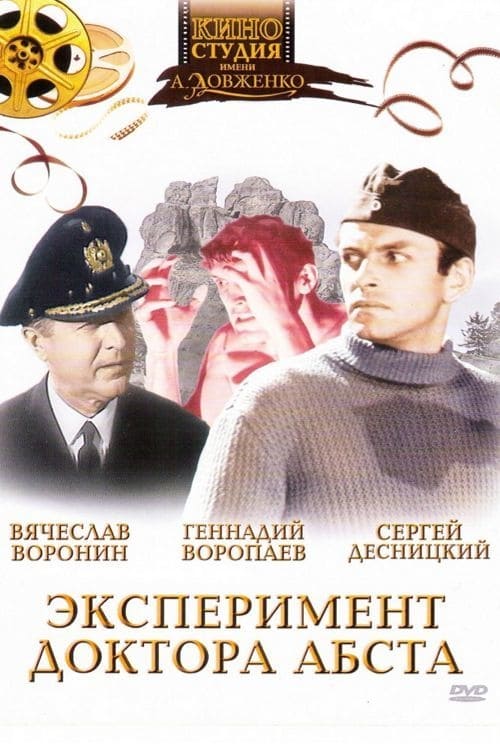 КИНО
СТУДИЯ
ИМЕНИ
А. ДОВЖЕНКО
ВЯЧЕСЛАВ
ВОРОНИН
ГЕННАДИЙ
ВОРОПАЕВ
СЕРГЕЙ
ДЕСНИЦКИЙ
ЭКСПЕРИМЕНТ
ДОКТОРА АБСТА
DVD